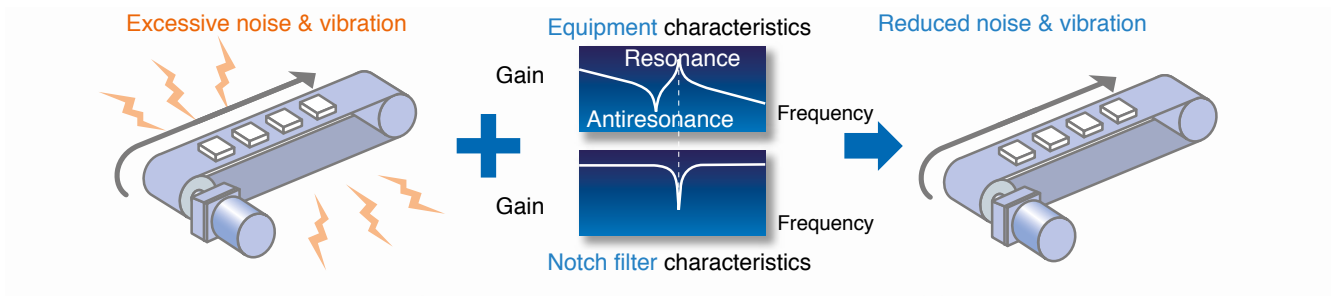 Excessive noise & vibration
Equipment characteristics
Reduced noise & vibration
Gain
Resonance
Antiresonance
Frequency
Gain
Frequency
Notch filter characteristics